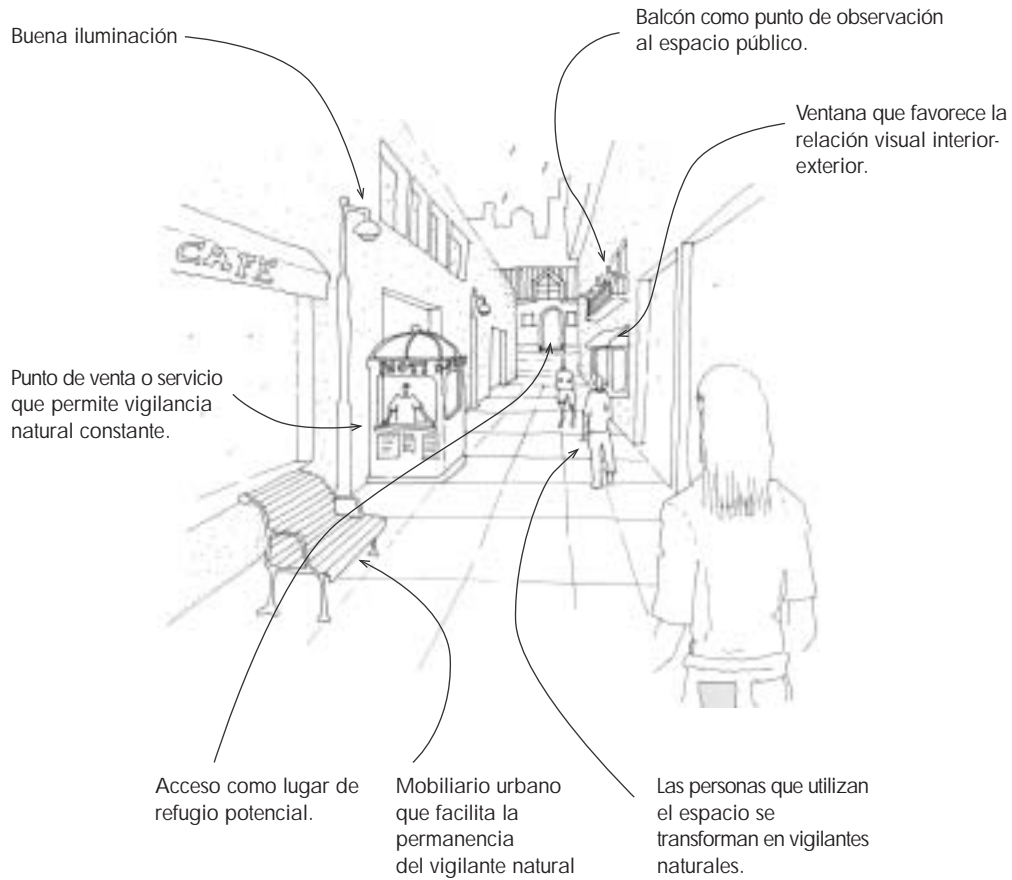 Buena iluminación
Balcón como punto de observación
al espacio público.
Ventana que favorece la
relación visual interior-
exterior.
CAFE
Punto de venta o servicio
que permite vigilancia
natural constante.
Acceso como lugar de
refugio potencial.
Mobiliario urbano
que facilita la
permanencia
del vigilante natural
Las personas que utilizan
el espacio se
transforman en vigilantes
naturales.